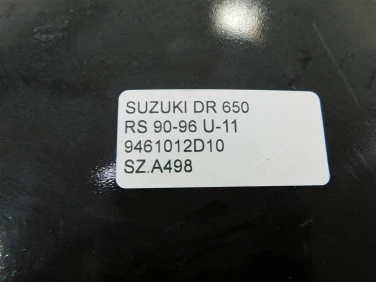 SUZUKI DR 650
RS 90-96 U-11
9461012D10
SZ.A498